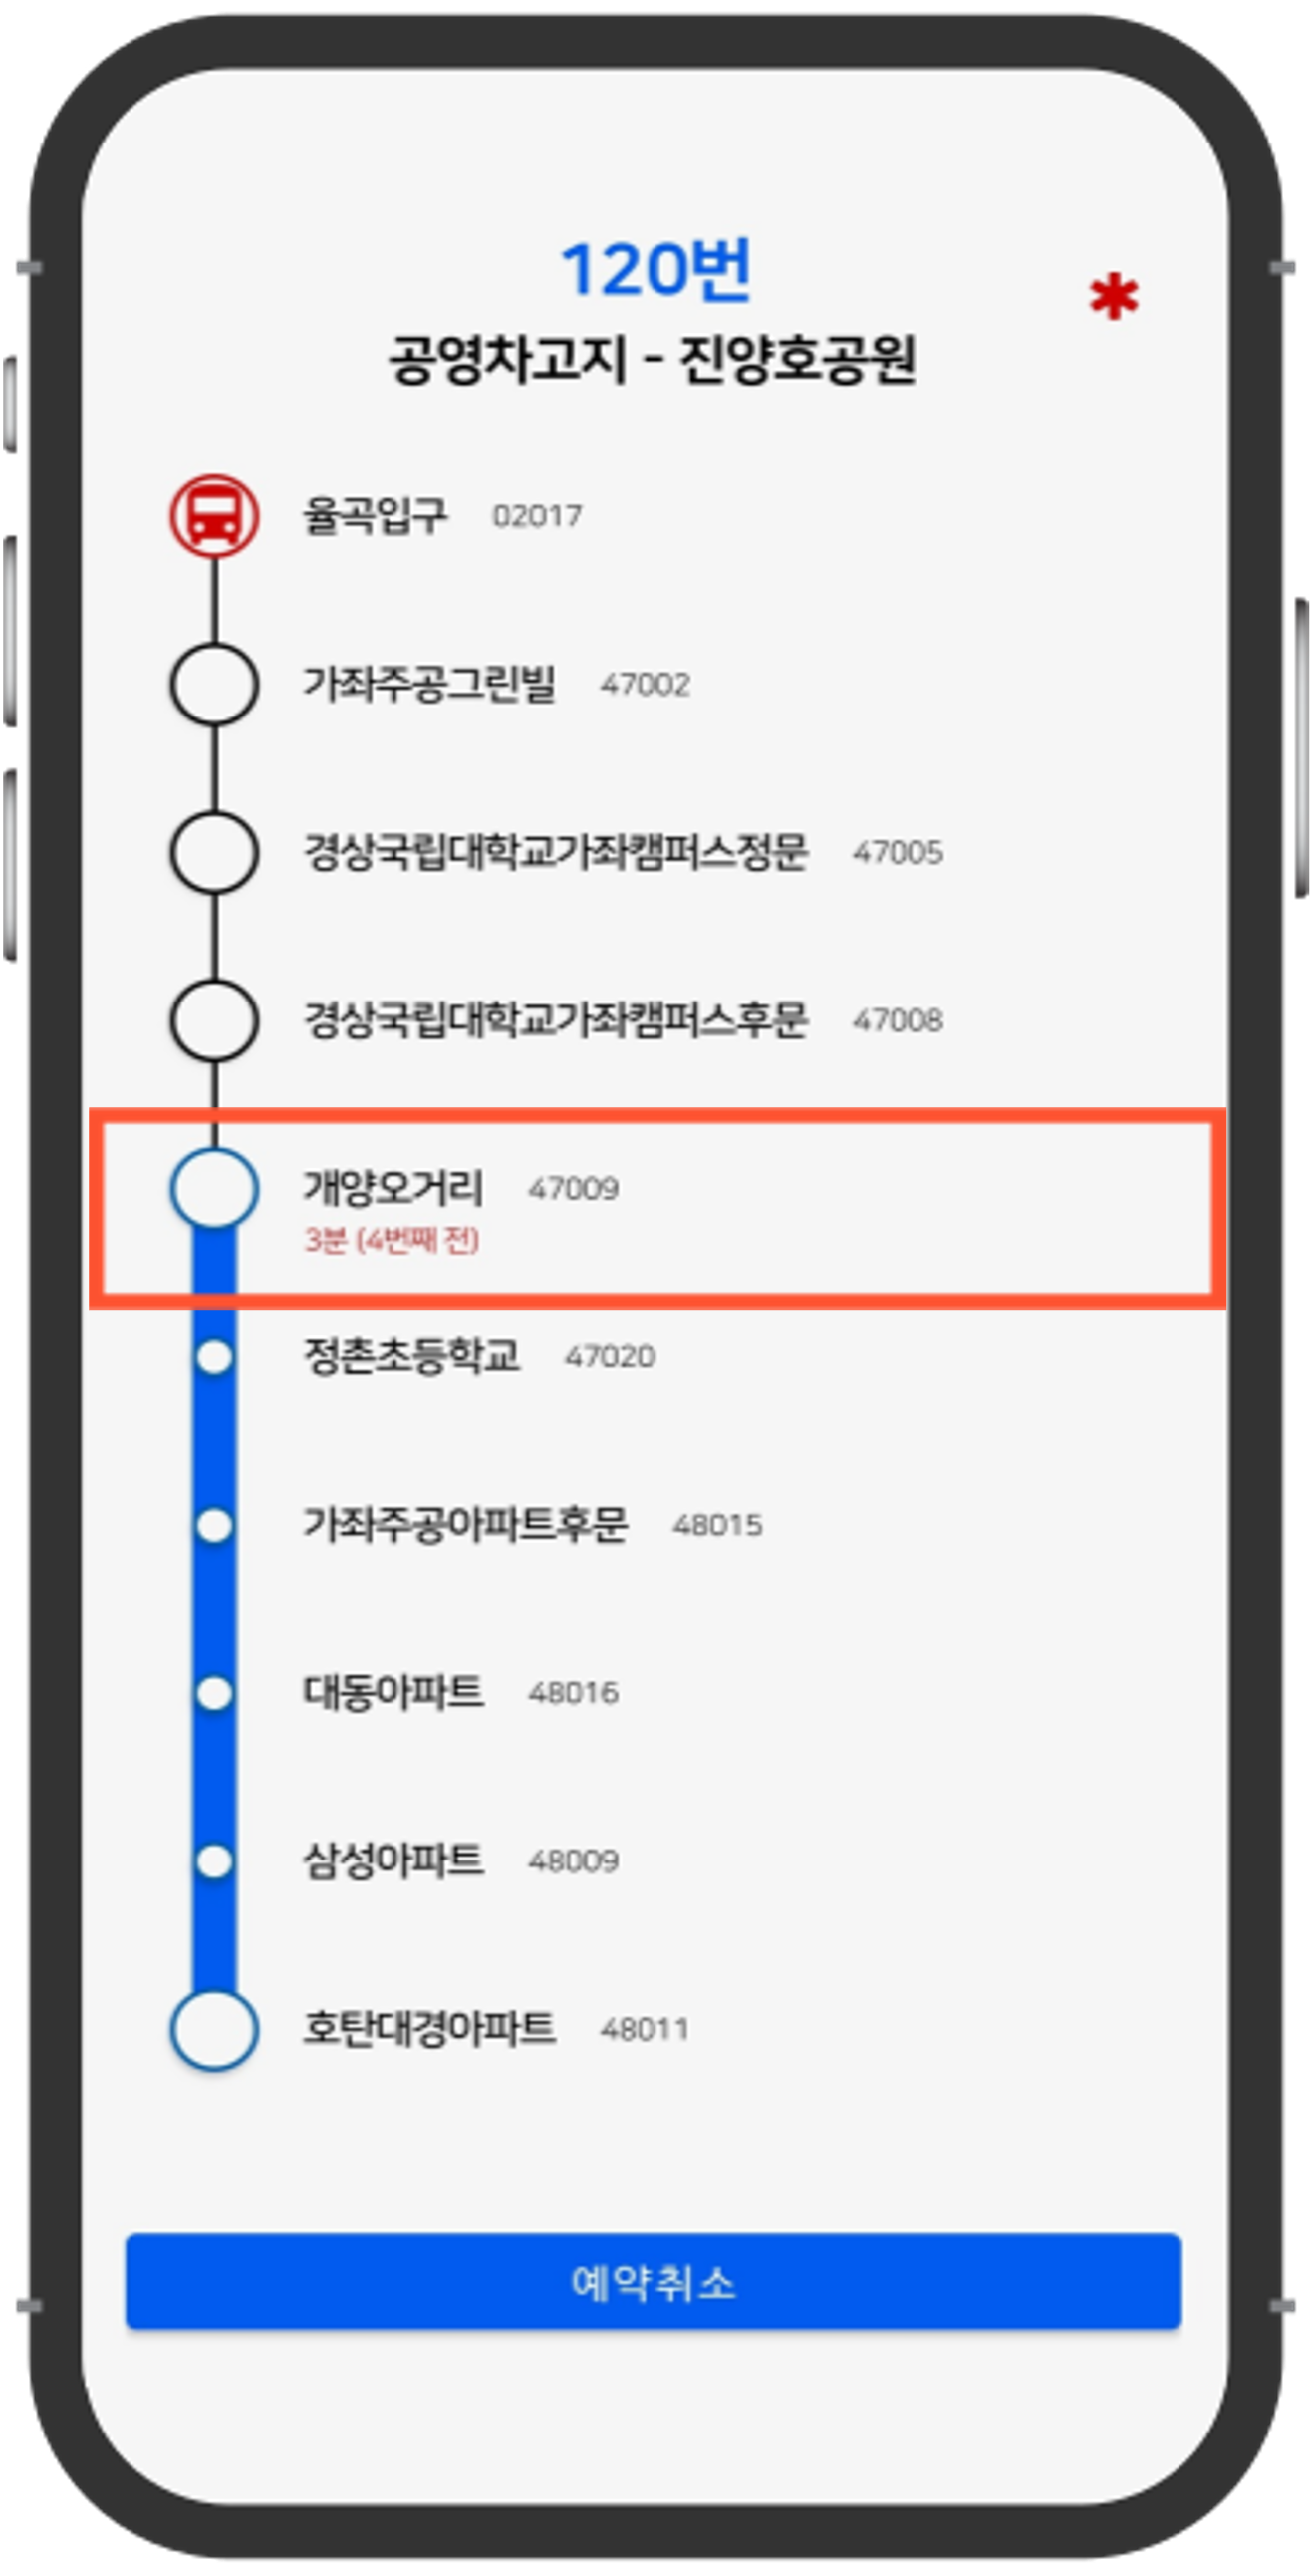 120번
공영차고지 - 진양호공원
율곡입구 02017
가좌주공그린빌 47002
경상국립대학교가좌캠퍼스정문 47005
경상국립대학교가좌캠퍼스후문 47008
개양오거리 47009
3분 (4번째 전)
정촌초등학교 47020
가좌주공아파트후문 48015
대동아파트 48016
삼성아파트 48009
호탄대경아파트 48011
예약취소